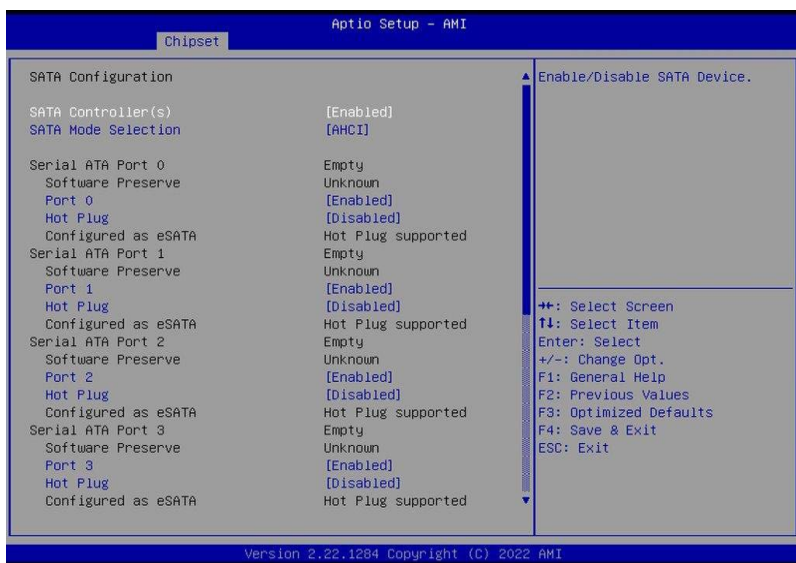 Aptio Setup - AMI
Chipset
SATA Configuration
SATA Controller(s) [Enabled]
SATA Mode Selection [AHCI]
Serial ATA Port 0 Empty
Software Preserve Unknown
Port 0 [Enabled]
Hot Plug [Disabled]
Configured as eSATA Hot Plug supported
Serial ATA Port 1 Empty
Software Preserve Unknown
Port 1 [Enabled]
Hot Plug [Disabled]
Configured as eSATA Hot Plug supported
Serial ATA Port 2 Empty
Software Preserve Unknown
Port 2 [Enabled]
Hot Plug [Disabled]
Configured as eSATA Hot Plug supported
Serial ATA Port 3 Empty
Software Preserve Unknown
Port 3 [Enabled]
Hot Plug [Disabled]
Configured as eSATA Hot Plug supported
Enable/Disable SATA Device.
→←: Select Screen
↑↓: Select Item
Enter: Select
+/-: Change Opt.
F1: General Help
F2: Previous Values
F3: Optimized Defaults
F4: Save & Exit
ESC: Exit
Version 2.22.1284 Copyright (C) 2022 AMI